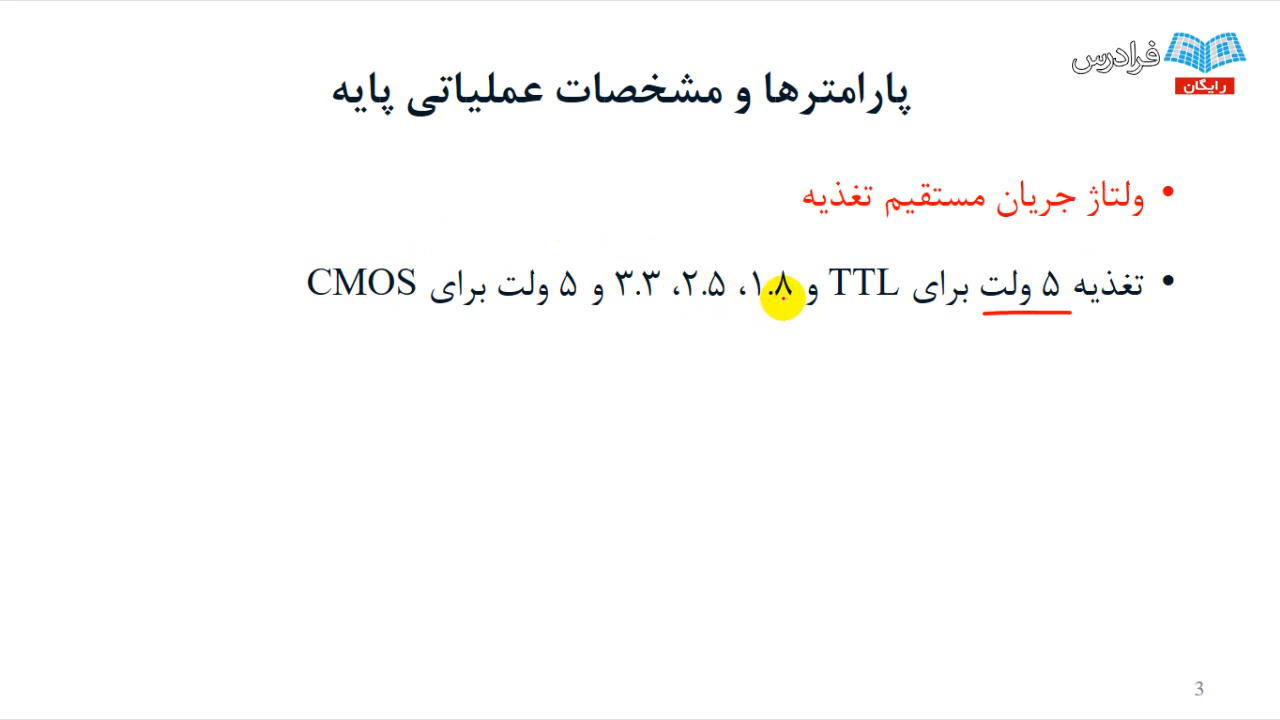 فرادرس
رایگان
پارامترها و مشخصات عملیاتی پایه
• ولتاژ جریان مستقیم تغذیه
• تغذیه ۵ ولت برای TTL و ۱.۸، ۲.۵، ۳.۳ و ۵ ولت برای CMOS
3